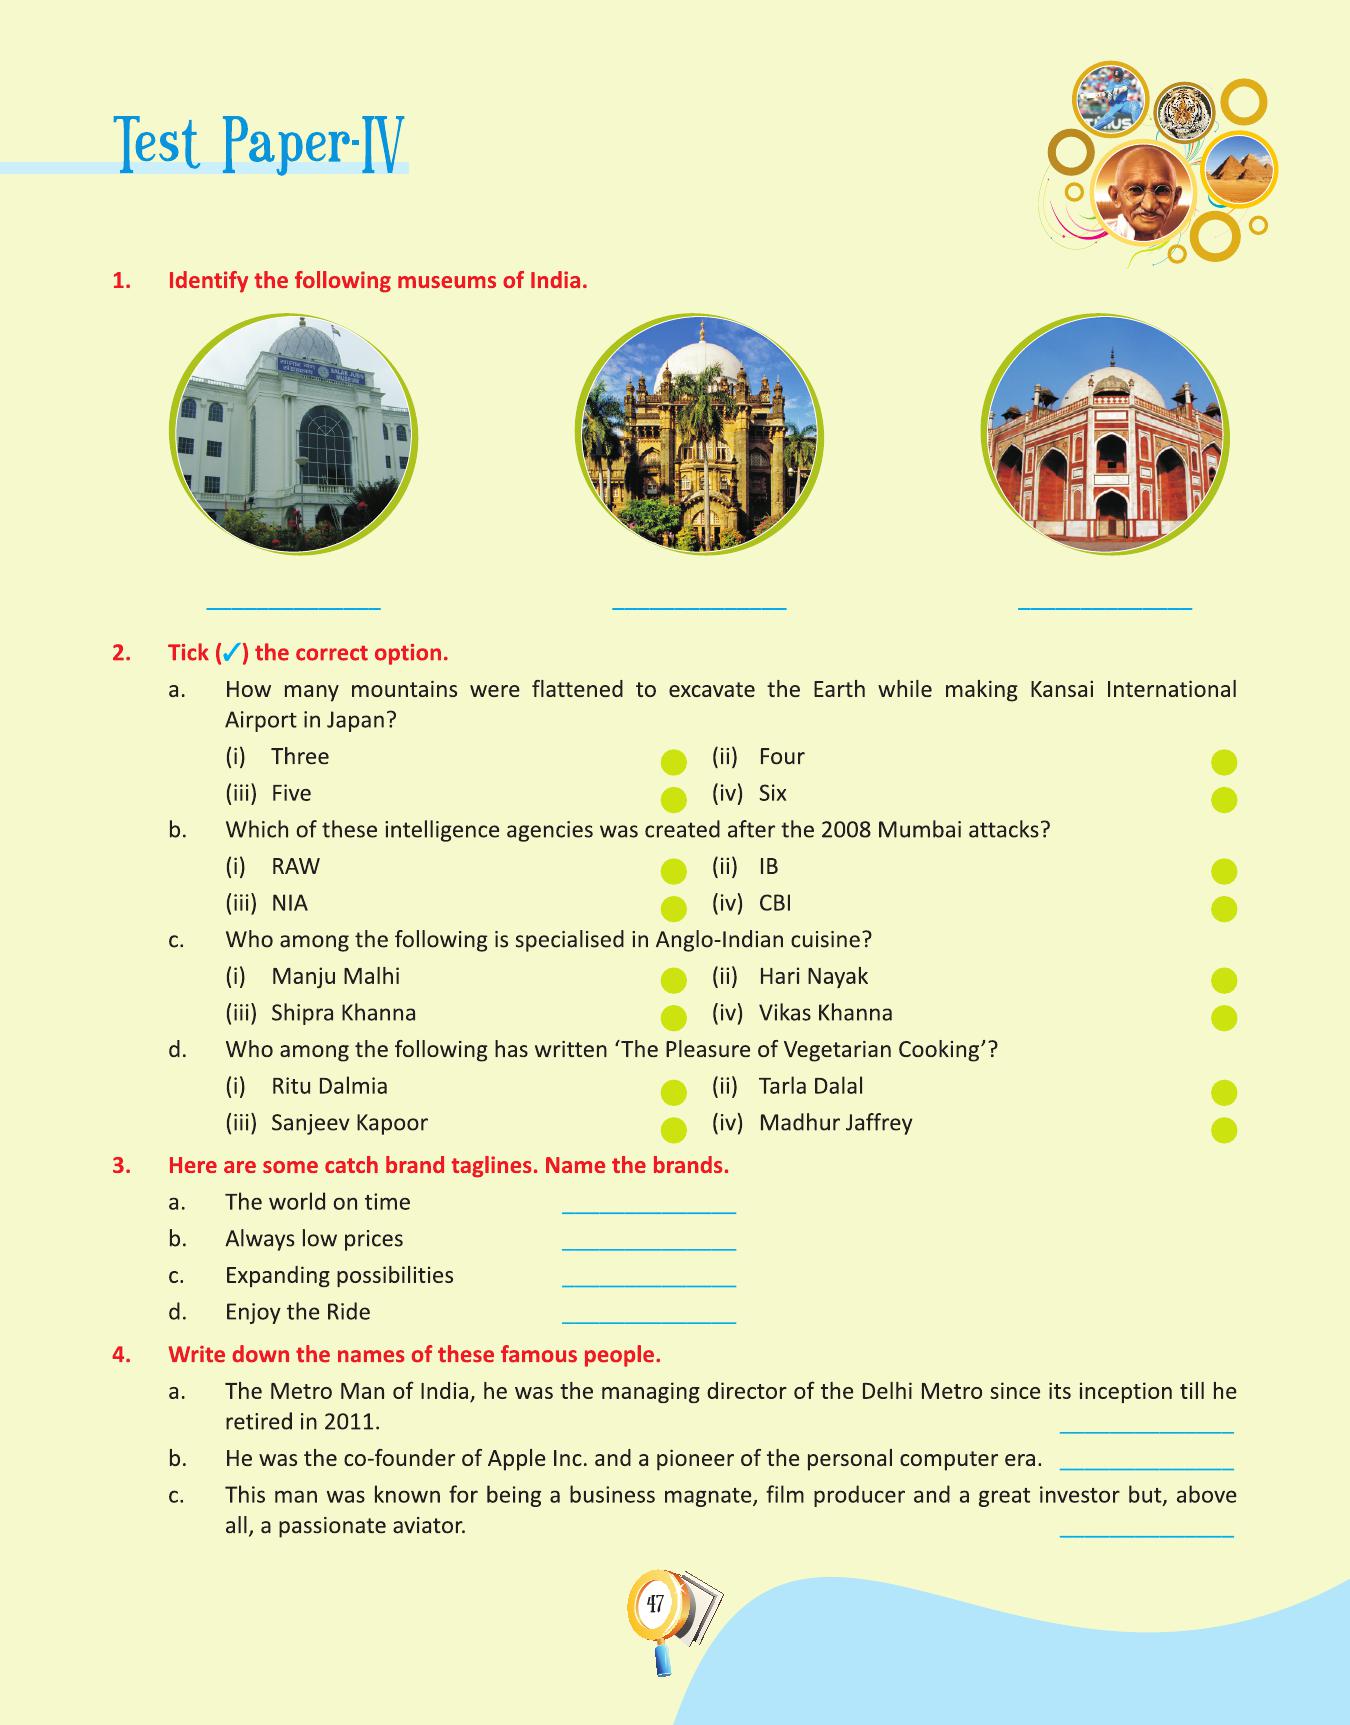 Test Paper-IV
1. Identify the following museums of India.
SALAR JUNG
MUSEUM
______________ ______________ ______________
2. Tick (✓) the correct option.
a. How many mountains were flattened to excavate the Earth while making Kansai International
Airport in Japan?
(i) Three (ii) Four
(iii) Five (iv) Six
b. Which of these intelligence agencies was created after the 2008 Mumbai attacks?
(i) RAW (ii) IB
(iii) NIA (iv) CBI
c. Who among the following is specialised in Anglo-Indian cuisine?
(i) Manju Malhi (ii) Hari Nayak
(iii) Shipra Khanna (iv) Vikas Khanna
d. Who among the following has written ‘The Pleasure of Vegetarian Cooking’?
(i) Ritu Dalmia (ii) Tarla Dalal
(iii) Sanjeev Kapoor (iv) Madhur Jaffrey
3. Here are some catch brand taglines. Name the brands.
a. The world on time ______________
b. Always low prices ______________
c. Expanding possibilities ______________
d. Enjoy the Ride ______________
4. Write down the names of these famous people.
a. The Metro Man of India, he was the managing director of the Delhi Metro since its inception till he
retired in 2011. ______________
b. He was the co-founder of Apple Inc. and a pioneer of the personal computer era. ______________
c. This man was known for being a business magnate, film producer and a great investor but, above
all, a passionate aviator. ______________
47